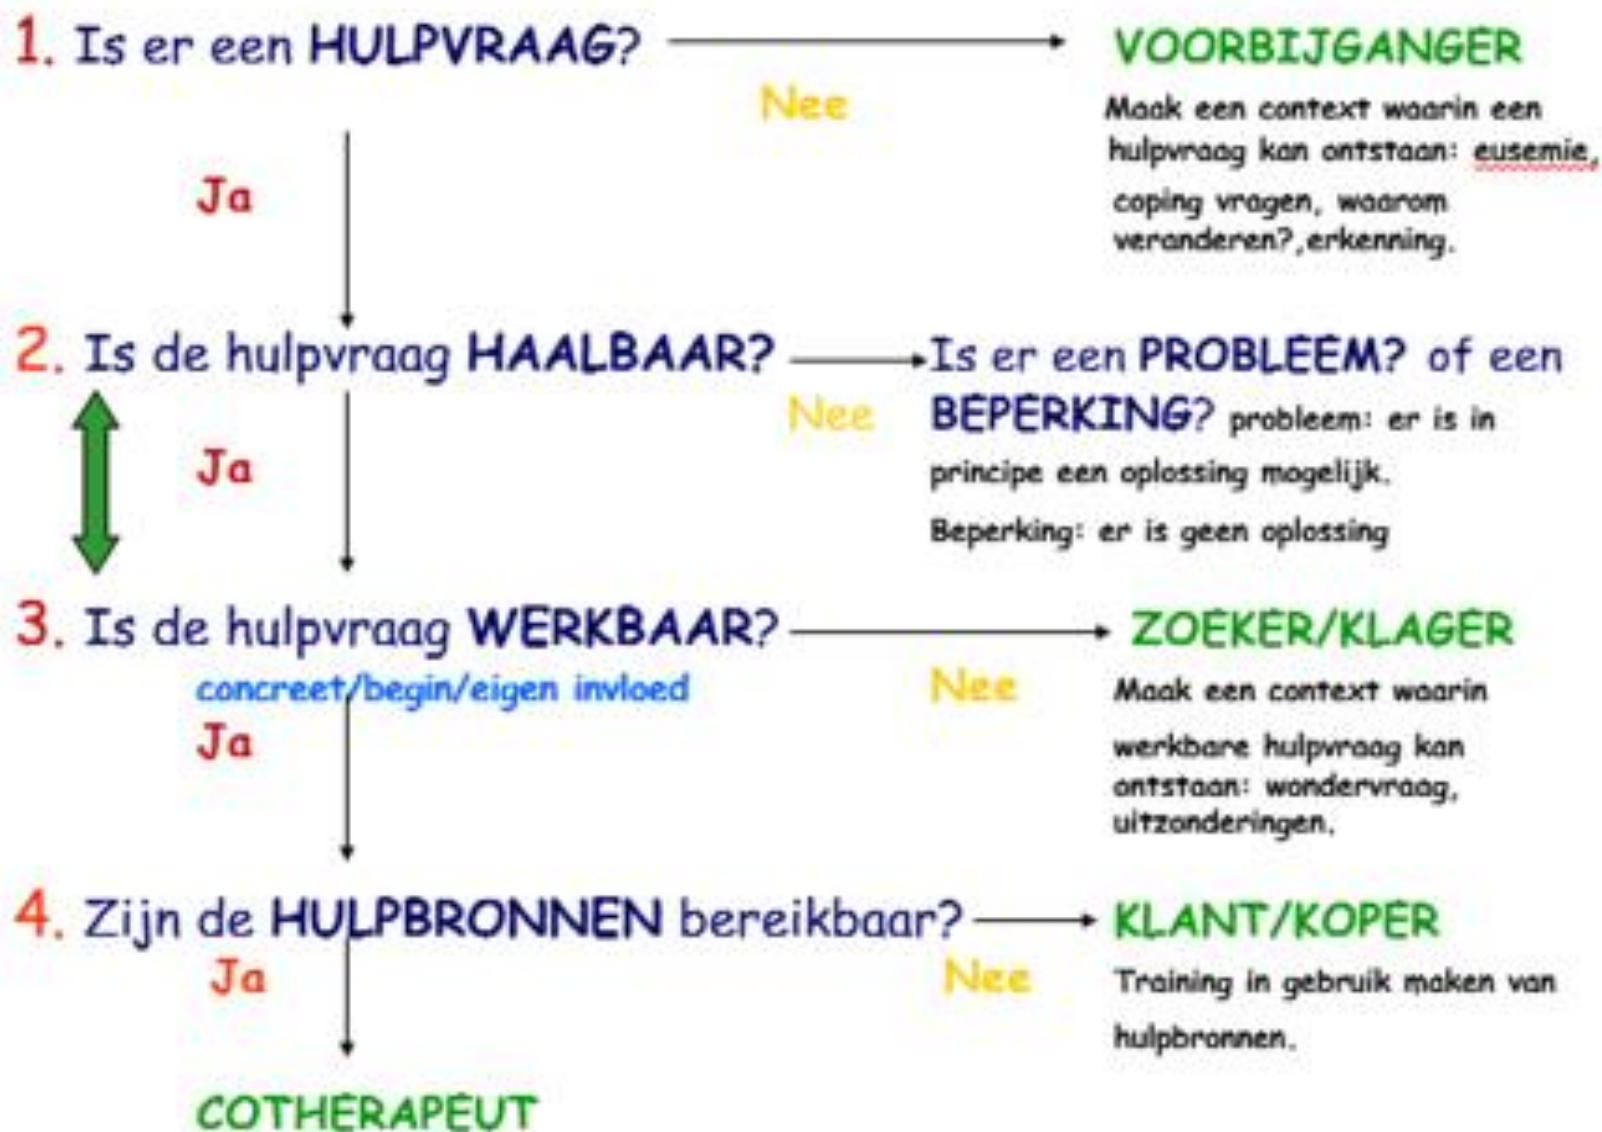 1. Is er een HULPVRAAG?
Nee
VOORBIJGANGER
Maak een context waarin een
hulpvraag kan ontstaan: eusemie,
coping vragen, waarom
veranderen?,erkenning.
Ja
2. Is de hulpvraag HAALBAAR?
Nee
Is er een PROBLEEM? of een
BEPERKING? probleem: er is in
principe een oplossing mogelijk.
Beperking: er is geen oplossing
Ja
3. Is de hulpvraag WERKBAAR?
concreet/begin/eigen invloed
Nee
ZOEKER/KLAGER
Maak een context waarin
werkbare hulpvraag kan
ontstaan: wondervraag,
uitzonderingen.
Ja
4. Zijn de HULPBRONNEN bereikbaar?
Nee
KLANT/KOPER
Training in gebruik maken van
hulpbronnen.
Ja
COTHERAPEUT